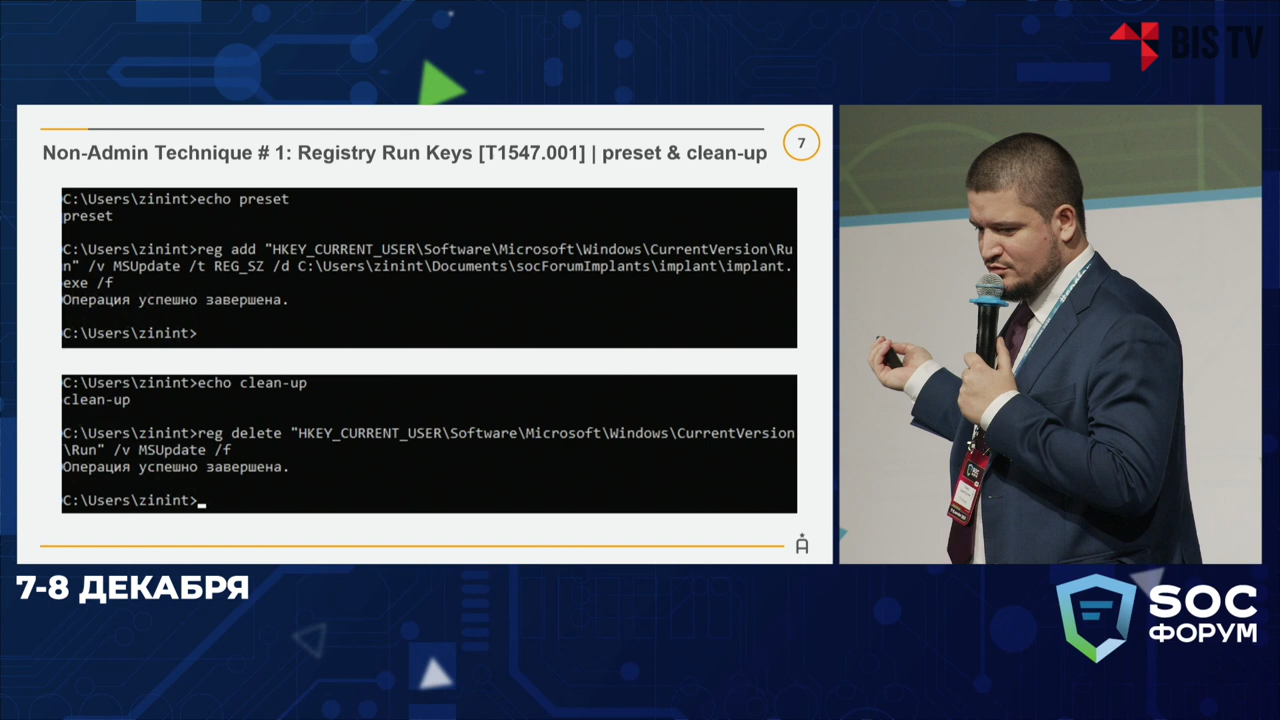 BIS TV
7
Non-Admin Technique # 1: Registry Run Keys [T1547.001] | preset & clean-up
C:\Users\zinint>echo preset
preset
C:\Users\zinint>reg add "HKEY_CURRENT_USER\Software\Microsoft\Windows\CurrentVersion\Ru
n" /v MSUpdate /t REG_SZ /d C:\Users\zinint\Documents\socForumImplants\implant\implant.
exe /f
Операция успешно завершена.
C:\Users\zinint>
C:\Users\zinint>echo clean-up
clean-up
C:\Users\zinint>reg delete "HKEY_CURRENT_USER\Software\Microsoft\Windows\CurrentVersion
\Run" /v MSUpdate /f
Операция успешно завершена.
C:\Users\zinint>
7-8 ДЕКАБРЯ
SOC
ФОРУМ